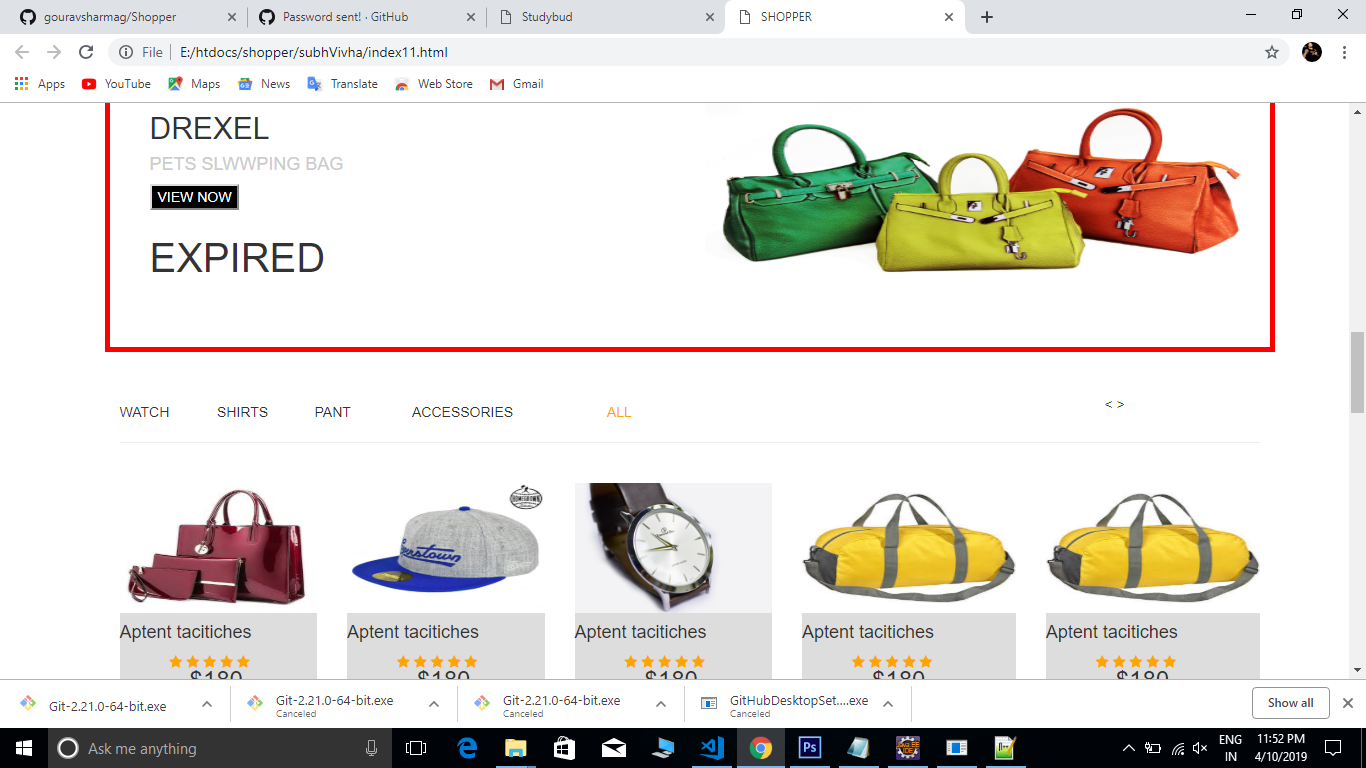 gouravsharmag/Shopper
Password sent! · GitHub
Studybud
SHOPPER
File E:/htdocs/shopper/subhVivha/index11.html
Apps YouTube Maps News Translate Web Store Gmail
DREXEL
PETS SLWWPING BAG
VIEW NOW
EXPIRED
WATCH SHIRTS PANT ACCESSORIES ALL < >
Aptent tacitiches Aptent tacitiches Aptent tacitiches Aptent tacitiches Aptent tacitiches
$180 $180 $180 $180 $180
Git-2.21.0-64-bit.exe
Git-2.21.0-64-bit.exe
Canceled
Git-2.21.0-64-bit.exe
Canceled
GitHubDesktopSet....exe
Canceled
Show all
Ask me anything
Ps
ENG
IN
11:52 PM
4/10/2019